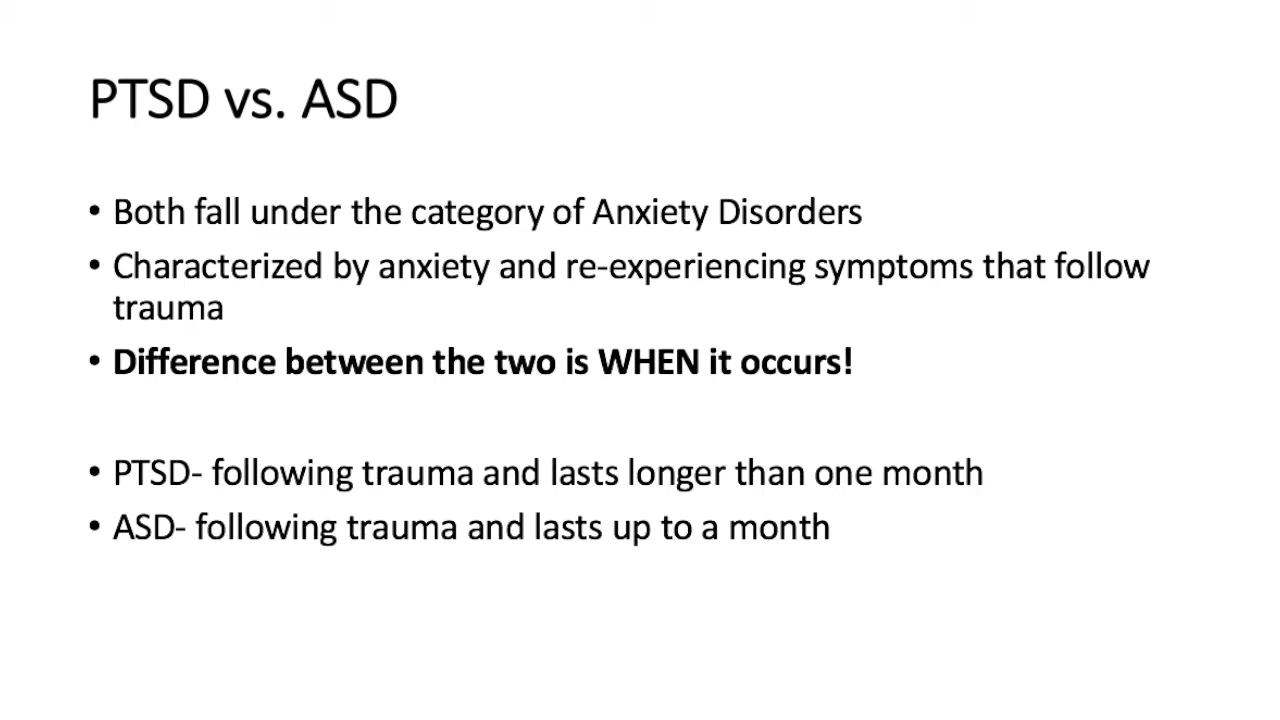 PTSD vs. ASD
• Both fall under the category of Anxiety Disorders
• Characterized by anxiety and re-experiencing symptoms that follow
trauma
• Difference between the two is WHEN it occurs!
• PTSD- following trauma and lasts longer than one month
• ASD- following trauma and lasts up to a month